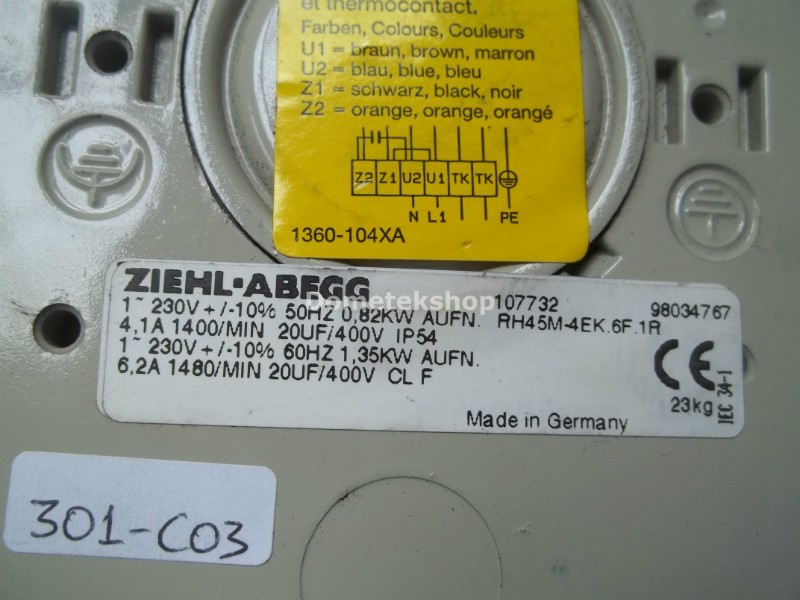 et thermocontact.
Farben, Colours, Couleurs
U1 = braun, brown, marron
U2 = blau, blue, bleu
Z1 = schwarz, black, noir
Z2 = orange, orange, orangé
Z2 Z1 U2 U1 TK TK
N L1 PE
1360-104XA
ZIEHL-ABEGG
107732 98034767
1~ 230V +/-10% 50HZ 0,82KW AUFN. RH45M-4EK.6F.1R
4,1A 1400/MIN 20UF/400V IP54
1~ 230V +/-10% 60HZ 1,35KW AUFN.
6,2A 1480/MIN 20UF/400V CL F
CE
23kg
IEC 34-1
Made in Germany
Dometekshop
301-C03